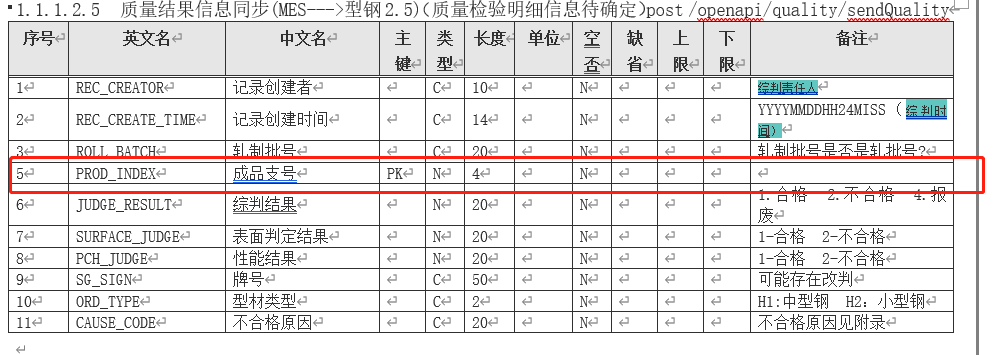 1.1.1.2.5 质量结果信息同步(MES--->型钢2.5)(质量检验明细信息待确定)post /openapi/quality/sendQuality
序号 英文名 中文名 主键 类型 长度 单位 空否 缺省 上限 下限 备注
1 REC_CREATOR 记录创建者 C 10 N 综判责任人
2 REC_CREATE_TIME 记录创建时间 C 14 N YYYYMMDDHH24MISS（综判时间）
3 ROLL_BATCH 轧制批号 C 20 N 轧制批号是否是轧批号?
5 PROD_INDEX 成品支号 PK N 4
6 JUDGE_RESULT 综判结果 N 20 N 1.合格 2.不合格 4.报废
7 SURFACE_JUDGE 表面判定结果 N 20 N 1-合格 2-不合格
8 PCH_JUDGE 性能结果 N 20 N 1-合格 2-不合格
9 SG_SIGN 牌号 C 50 N 可能存在改判
10 ORD_TYPE 型材类型 C 2 N H1:中型钢 H2：小型钢
11 CAUSE_CODE 不合格原因 C 20 N 不合格原因见附录